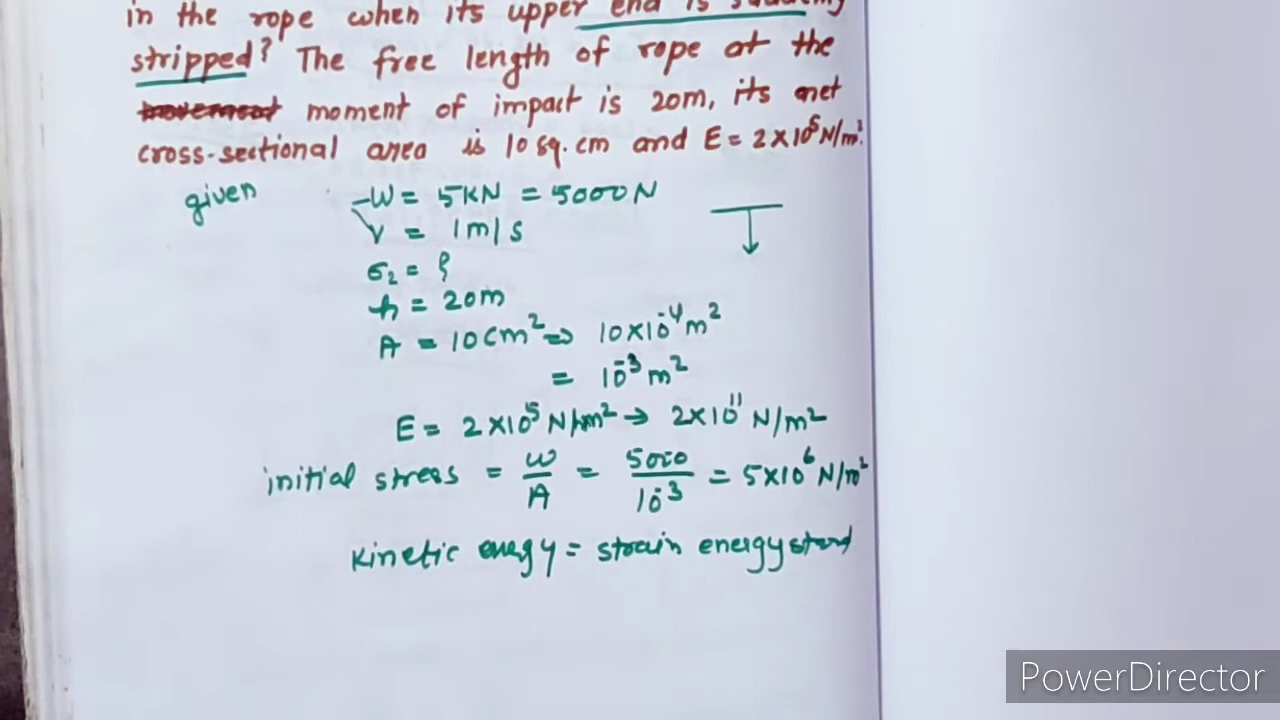 in the rope when its upper end is suddenly
stripped? The free length of rope at the
moment of impact is 20m, its net
cross-sectional area is 10 sq.cm and E = 2×10⁵N/m².
given -W = 5KN = 5000N
V = 1m/s
σ₂ = ?
h = 20m
A = 10cm² ⇒ 10×10⁻⁴m²
= 10⁻³m²
E = 2×10⁵ N/mm² → 2×10¹¹ N/m²
initial stress = W/A = 5000/10⁻³ = 5×10⁶ N/m²
Kinetic energy = strain energy
PowerDirector